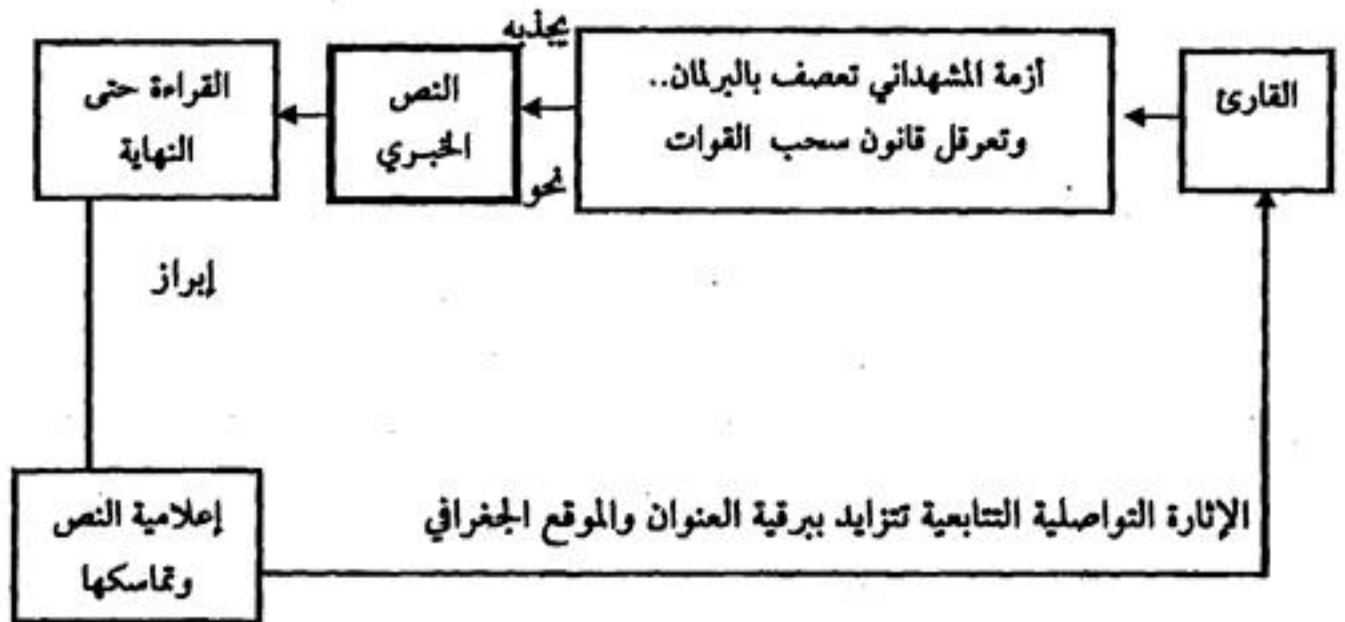 القارئ
أزمة المشهداني تعصف بالبرلمان..
وتعرقل قانون سحب القوات
يجذبه
نحو
النص
الخبري
القراءة حتى
النهاية
إبراز
إعلامية النص
وتماسكها
الإثارة التواصلية التتابعية تتزايد ببرقية العنوان والموقع الجغرافي